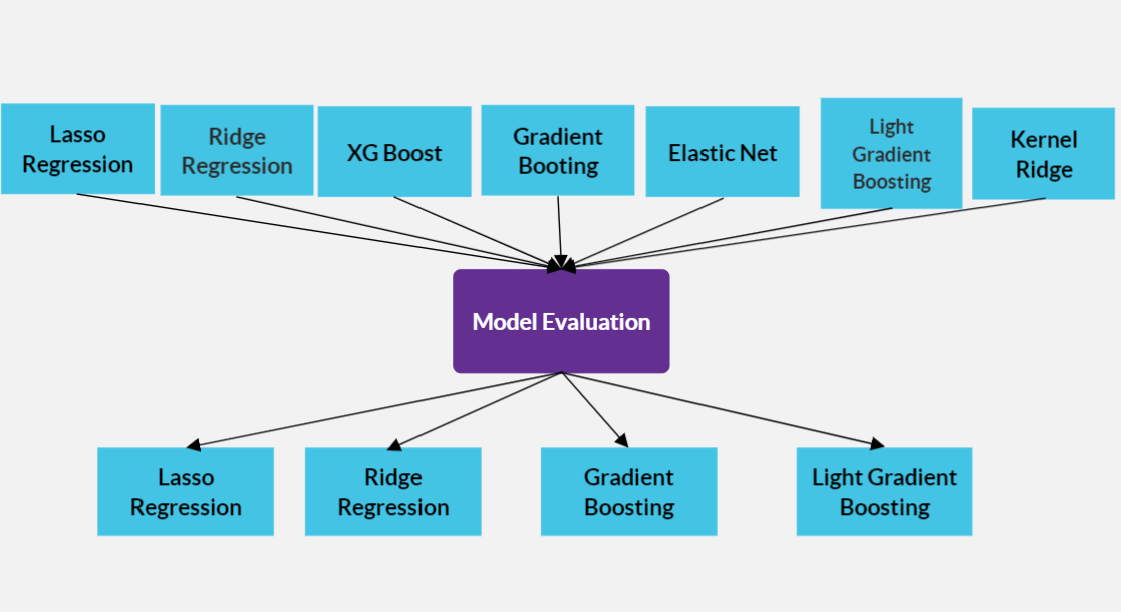 Lasso
Regression
Ridge
Regression
XG Boost
Gradient
Booting
Elastic Net
Light
Gradient
Boosting
Kernel
Ridge
Model Evaluation
Lasso
Regression
Ridge
Regression
Gradient
Boosting
Light Gradient
Boosting